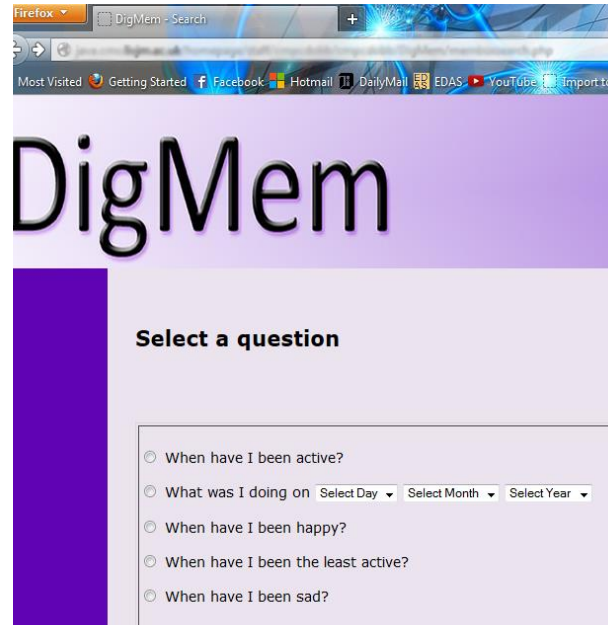 Firefox
DigMem - Search +
Most Visited Getting Started Facebook Hotmail DailyMail EDAS YouTube Import to
DigMem
Select a question
When have I been active?
What was I doing on Select Day Select Month Select Year
When have I been happy?
When have I been the least active?
When have I been sad?